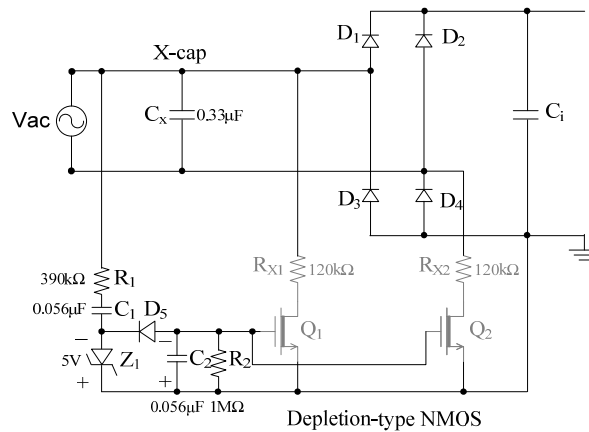 D1
D2
X-cap
Vac
Cx
0.33μF
Ci
D3
D4
RX1
120kΩ
RX2
120kΩ
390kΩ
R1
0.056μF
C1
D5
Q1
Q2
−
−
5V
Z1
C2
R2
+
+
0.056μF 1MΩ
Depletion-type NMOS